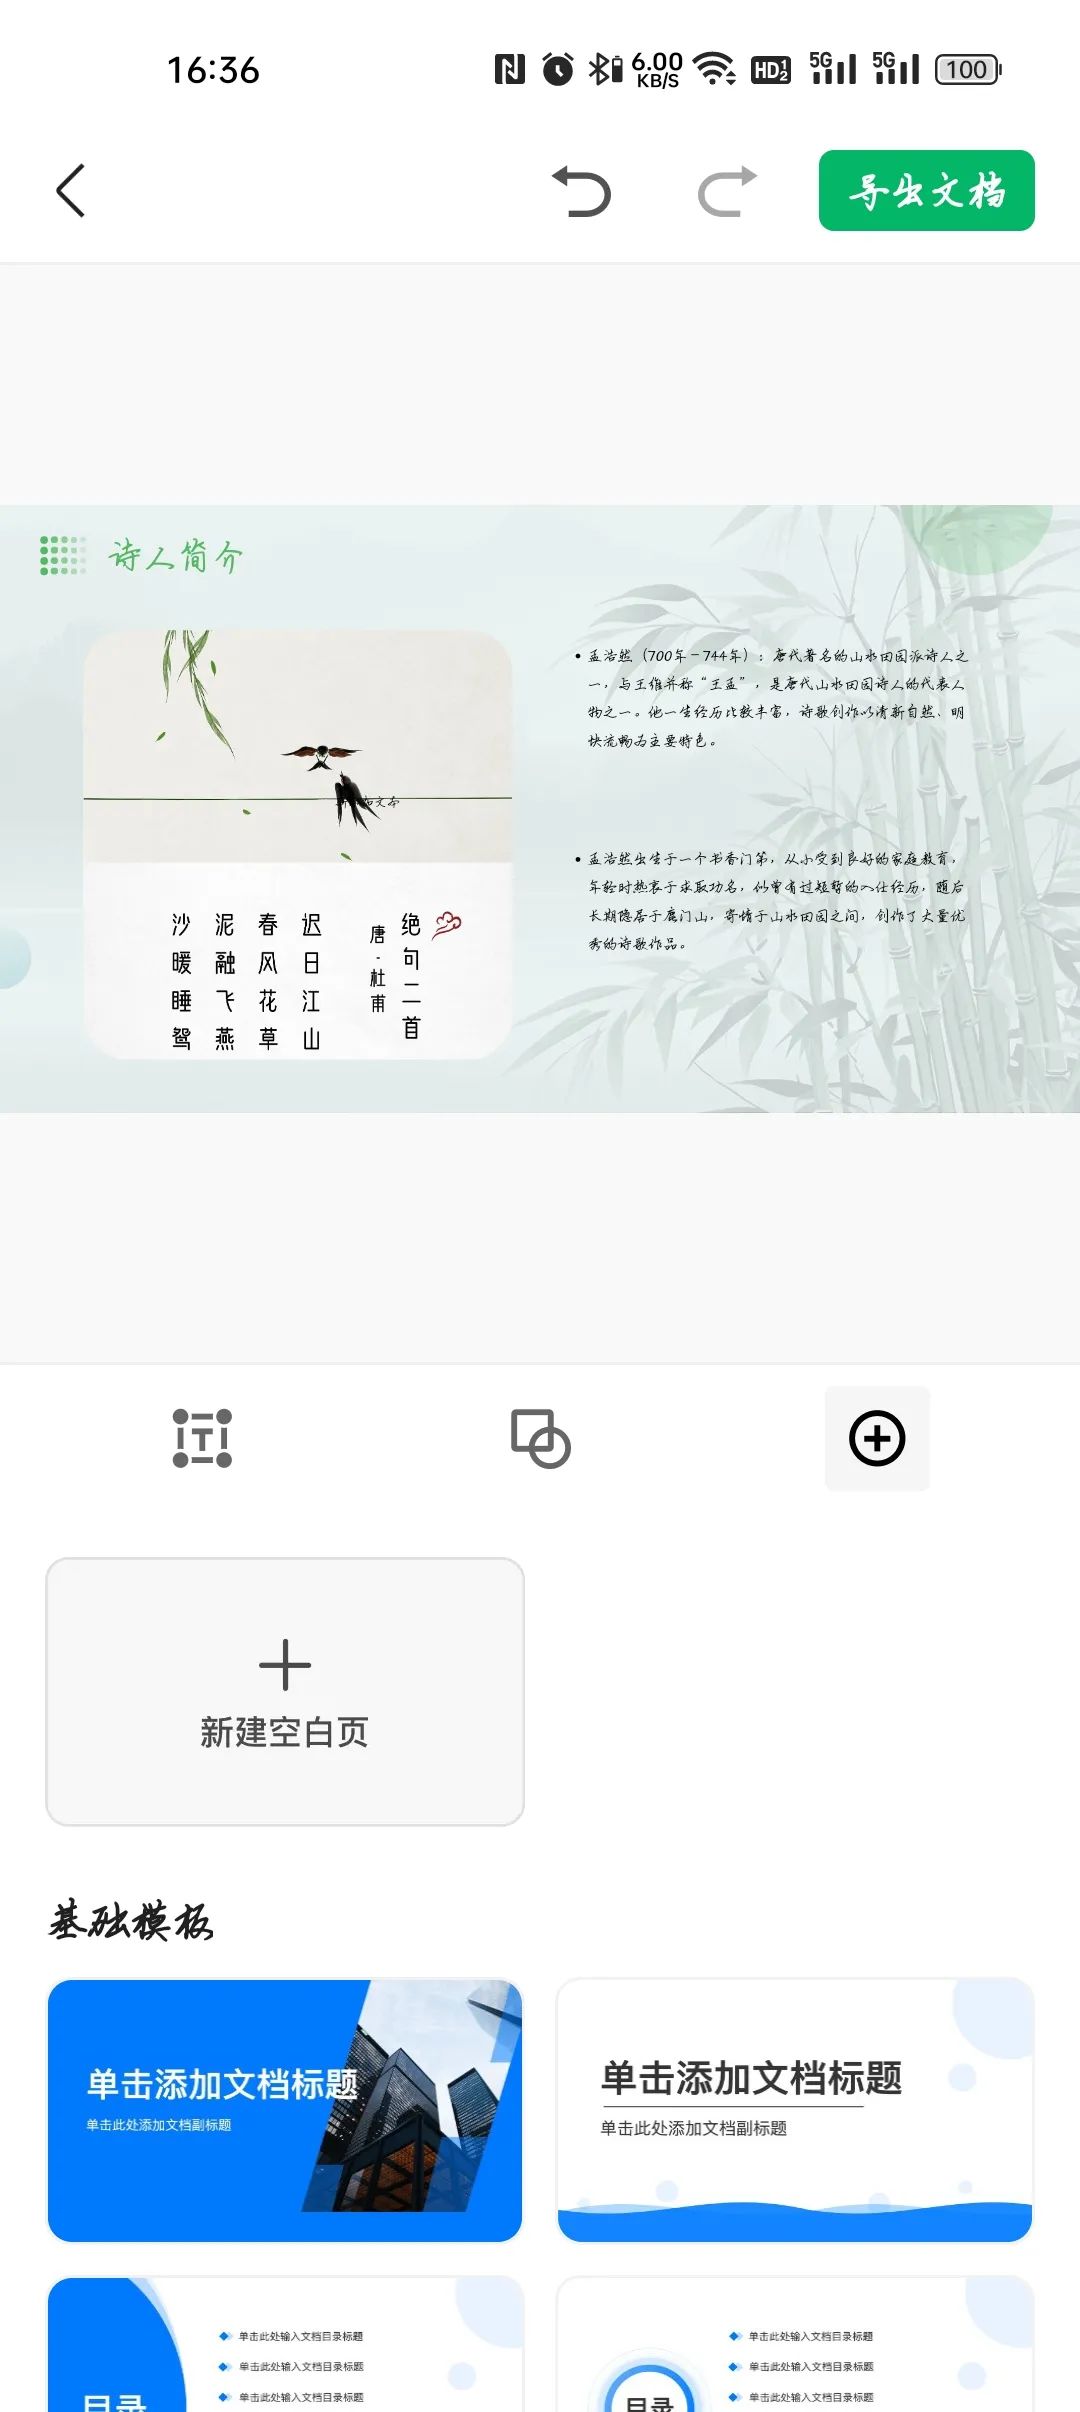 16:36
6.00
KB/S
HD 1 2
5G
5G
100
导出文档
诗人简介
绝句二首
唐·杜甫
迟日江山
春风花草
泥融飞燕
沙暖睡鸳
• 孟浩然（700年－744年）：唐代著名的山水田园派诗人之
一，与王维并称“王孟”，是唐代山水田园诗人的代表人
物之一。他一生经历比较丰富，诗歌创作以清新自然、明
快流畅为主要特色。
• 孟浩然出生于一个书香门第，从小受到良好的家庭教育，
年轻时热衷于求取功名，但曾有过短暂的入仕经历，随后
长期隐居于鹿门山，寄情于山水田园之间，创作了大量优
秀的诗歌作品。
T
新建空白页
基础模板
单击添加文档标题
单击此处添加文档副标题
单击添加文档标题
单击此处添加文档副标题
目录
单击此处输入文档目录标题
单击此处输入文档目录标题
单击此处输入文档目录标题
目录
单击此处输入文档目录标题
单击此处输入文档目录标题
单击此处输入文档目录标题